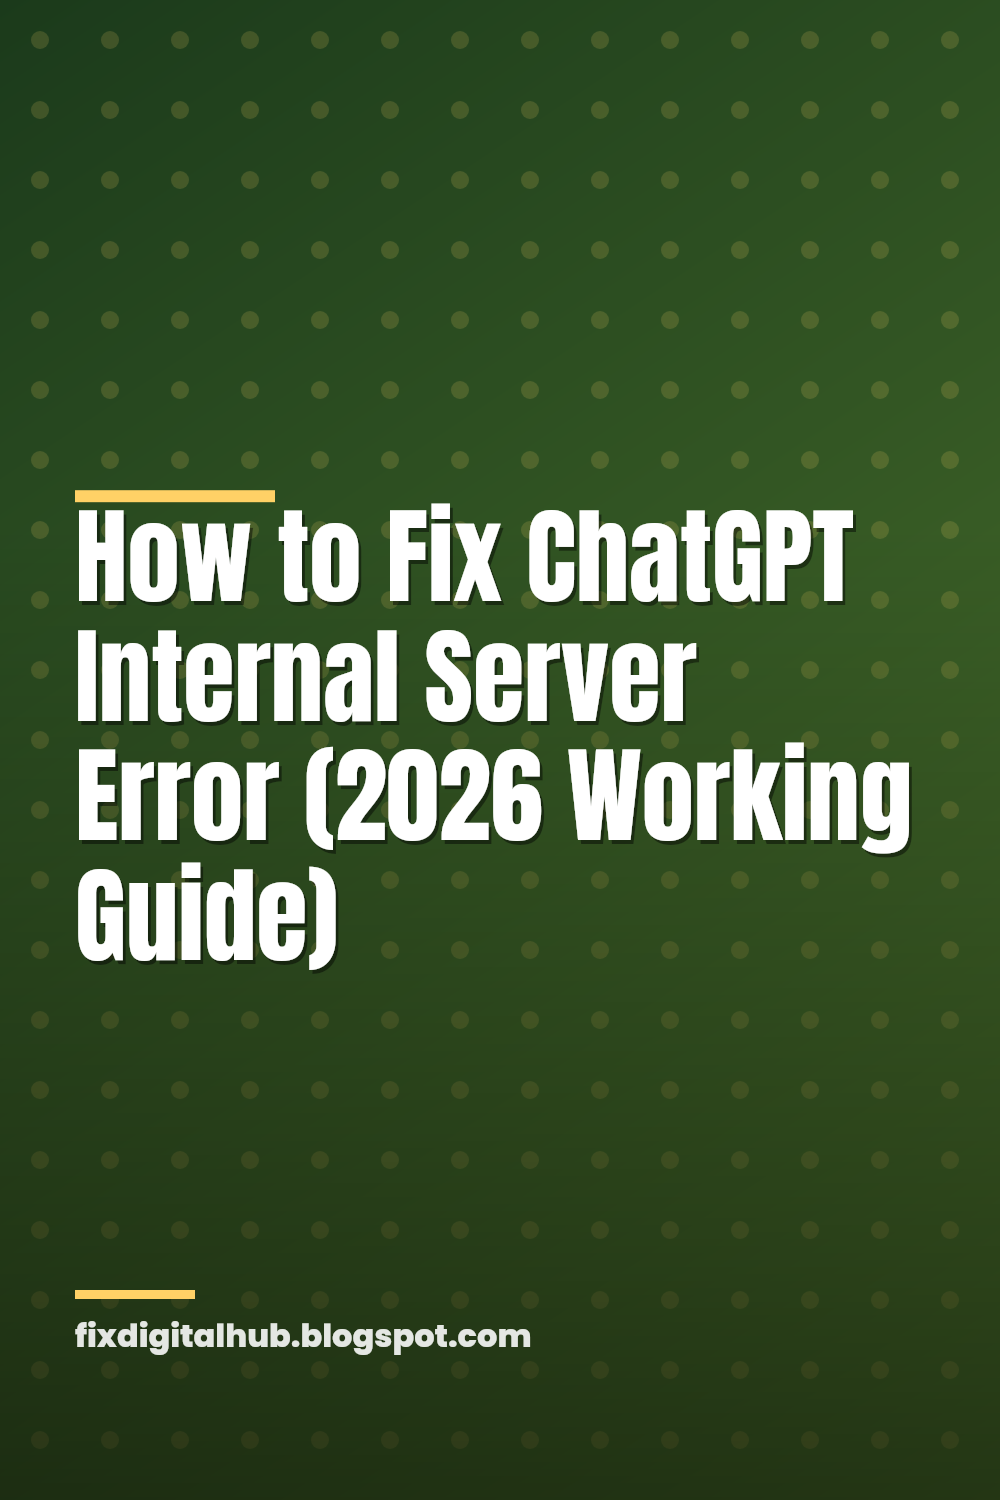 How to Fix ChatGPT
Internal Server
Error (2026 Working
Guide)
fixdigitalhub.blogspot.com